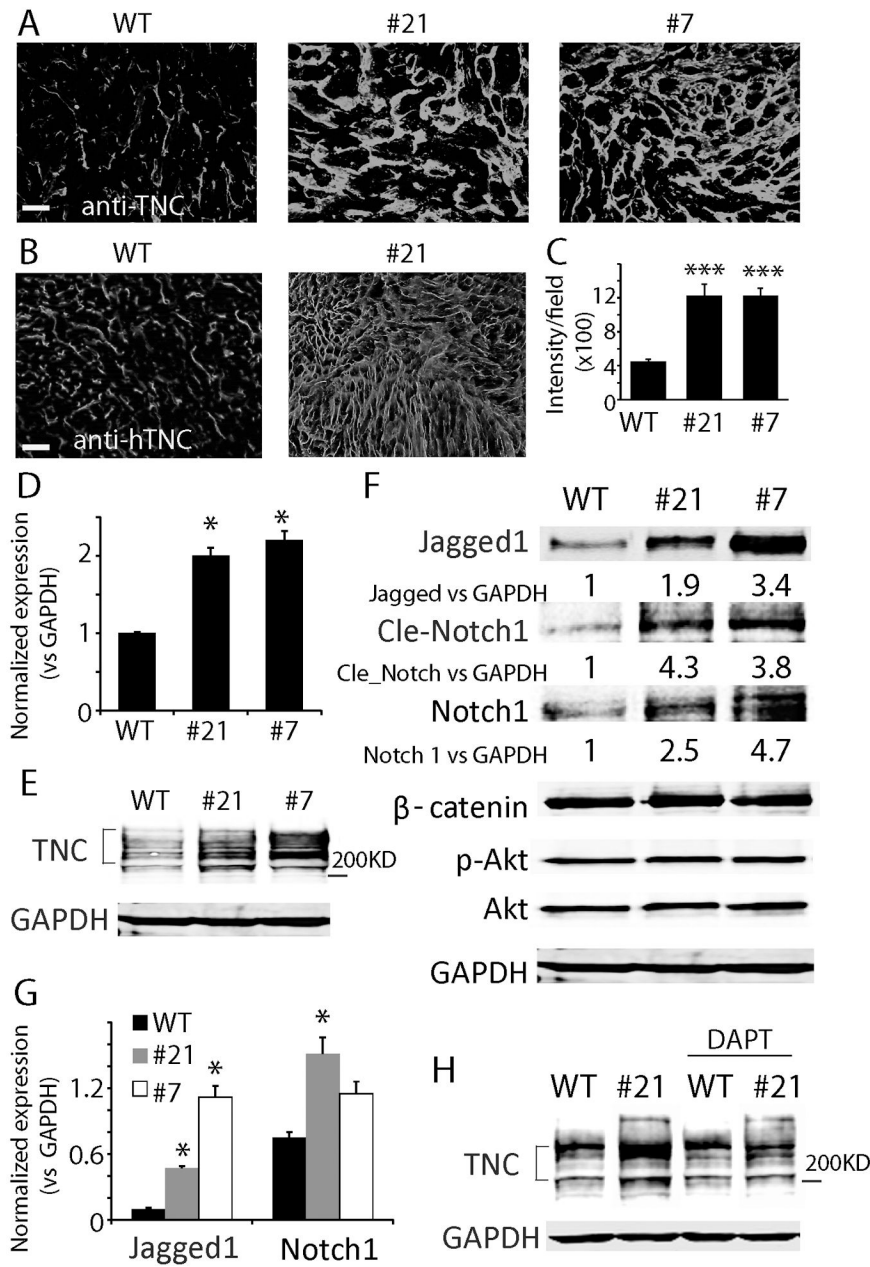 A
WT #21 #7
anti-TNC
B
WT #21
anti-hTNC
C
Intensity/field
(x100)
12
8
4
0
*** ***
WT #21 #7
D
Normalized expression
(vs GAPDH)
2
1
0
* *
WT #21 #7
E
WT #21 #7
TNC
200KD
GAPDH
F
WT #21 #7
Jagged1
Jagged vs GAPDH 1 1.9 3.4
Cle-Notch1
Cle_Notch vs GAPDH 1 4.3 3.8
Notch1
Notch 1 vs GAPDH 1 2.5 4.7
β-catenin
p-Akt
Akt
GAPDH
G
Normalized expression
(vs GAPDH)
WT
#21
#7
1.2
0.6
0
* * *
Jagged1 Notch1
H
DAPT
WT #21 WT #21
TNC
200KD
GAPDH